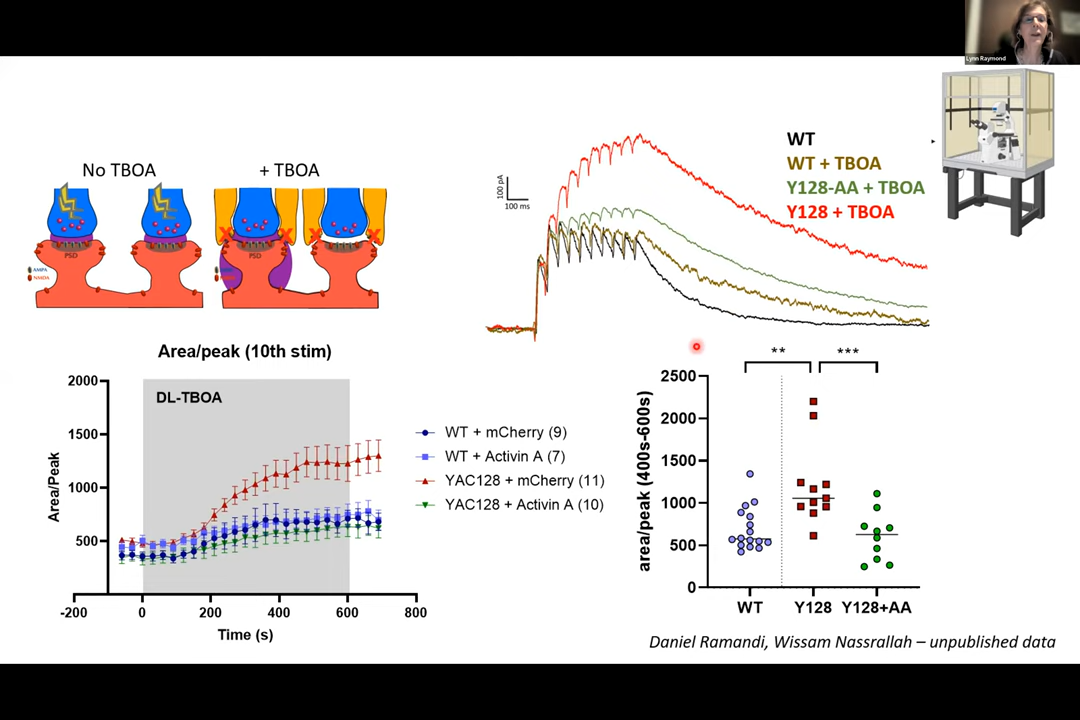 Lynn Raymond
No TBOA
+ TBOA
PSD
AMPA
NMDA
PSD
100 pA
100 ms
WT
WT + TBOA
Y128-AA + TBOA
Y128 + TBOA
Area/peak (10th stim)
2000
1500
1000
500
Area/Peak
DL-TBOA
-200
0
200
400
600
800
Time (s)
WT + mCherry (9)
WT + Activin A (7)
YAC128 + mCherry (11)
YAC128 + Activin A (10)
** ***
2500
2000
1500
1000
500
0
area/peak (400s-600s)
WT
Y128
Y128+AA
Daniel Ramandi, Wissam Nassrallah – unpublished data